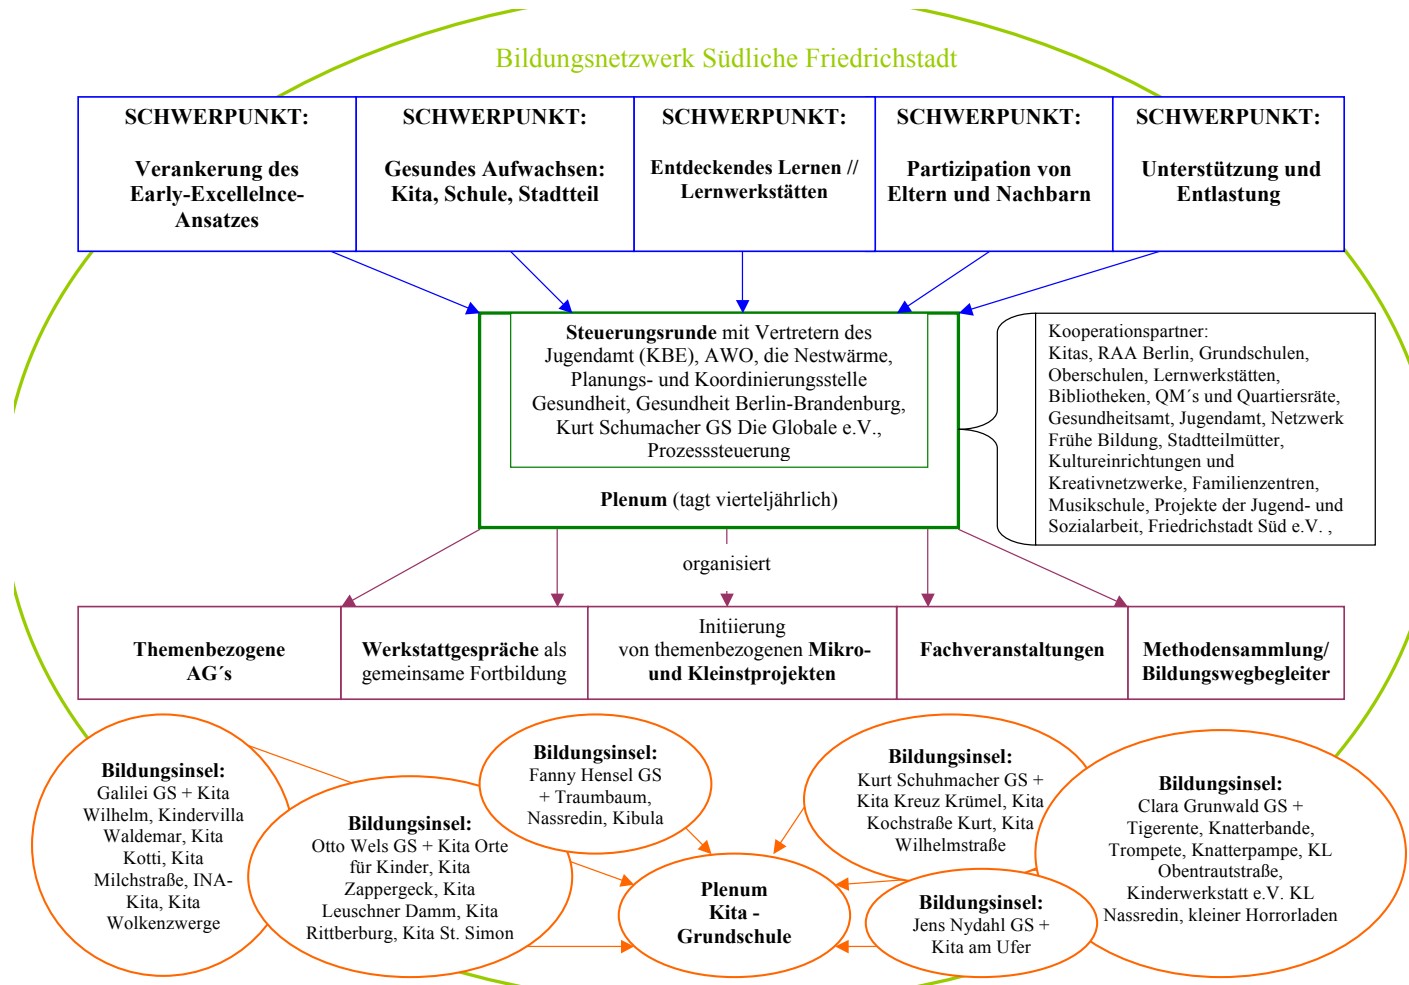 Bildungsnetzwerk Südliche Friedrichstadt
SCHWERPUNKT:
Verankerung des
Early-Excellelnce-
Ansatzes
SCHWERPUNKT:
Gesundes Aufwachsen:
Kita, Schule, Stadtteil
SCHWERPUNKT:
Entdeckendes Lernen //
Lernwerkstätten
SCHWERPUNKT:
Partizipation von
Eltern und Nachbarn
SCHWERPUNKT:
Unterstützung und
Entlastung
Steuerungsrunde mit Vertretern des
Jugendamt (KBE), AWO, die Nestwärme,
Planungs- und Koordinierungsstelle
Gesundheit, Gesundheit Berlin-Brandenburg,
Kurt Schumacher GS Die Globale e.V.,
Prozesssteuerung
Plenum (tagt vierteljährlich)
Kooperationspartner:
Kitas, RAA Berlin, Grundschulen,
Oberschulen, Lernwerkstätten,
Bibliotheken, QM´s und Quartiersräte,
Gesundheitsamt, Jugendamt, Netzwerk
Frühe Bildung, Stadtteilmütter,
Kultureinrichtungen und
Kreativnetzwerke, Familienzentren,
Musikschule, Projekte der Jugend- und
Sozialarbeit, Friedrichstadt Süd e.V. ,
organisiert
Themenbezogene
AG´s
Werkstattgespräche als
gemeinsame Fortbildung
Initiierung
von themenbezogenen Mikro-
und Kleinstprojekten
Fachveranstaltungen
Methodensammlung/
Bildungswegbegleiter
Bildungsinsel:
Galilei GS + Kita
Wilhelm, Kindervilla
Waldemar, Kita
Kotti, Kita
Milchstraße, INA-
Kita, Kita
Wolkenzwerge
Bildungsinsel:
Otto Wels GS + Kita Orte
für Kinder, Kita
Zappergeck, Kita
Leuschner Damm, Kita
Rittberburg, Kita St. Simon
Bildungsinsel:
Fanny Hensel GS
+ Traumbaum,
Nassredin, Kibula
Plenum
Kita -
Grundschule
Bildungsinsel:
Kurt Schuhmacher GS +
Kita Kreuz Krümel, Kita
Kochstraße Kurt, Kita
Wilhelmstraße
Bildungsinsel:
Jens Nydahl GS +
Kita am Ufer
Bildungsinsel:
Clara Grunwald GS +
Tigerente, Knatterbande,
Trompete, Knatterpampe, KL
Obentrautstraße,
Kinderwerkstatt e.V. KL
Nassredin, kleiner Horrorladen